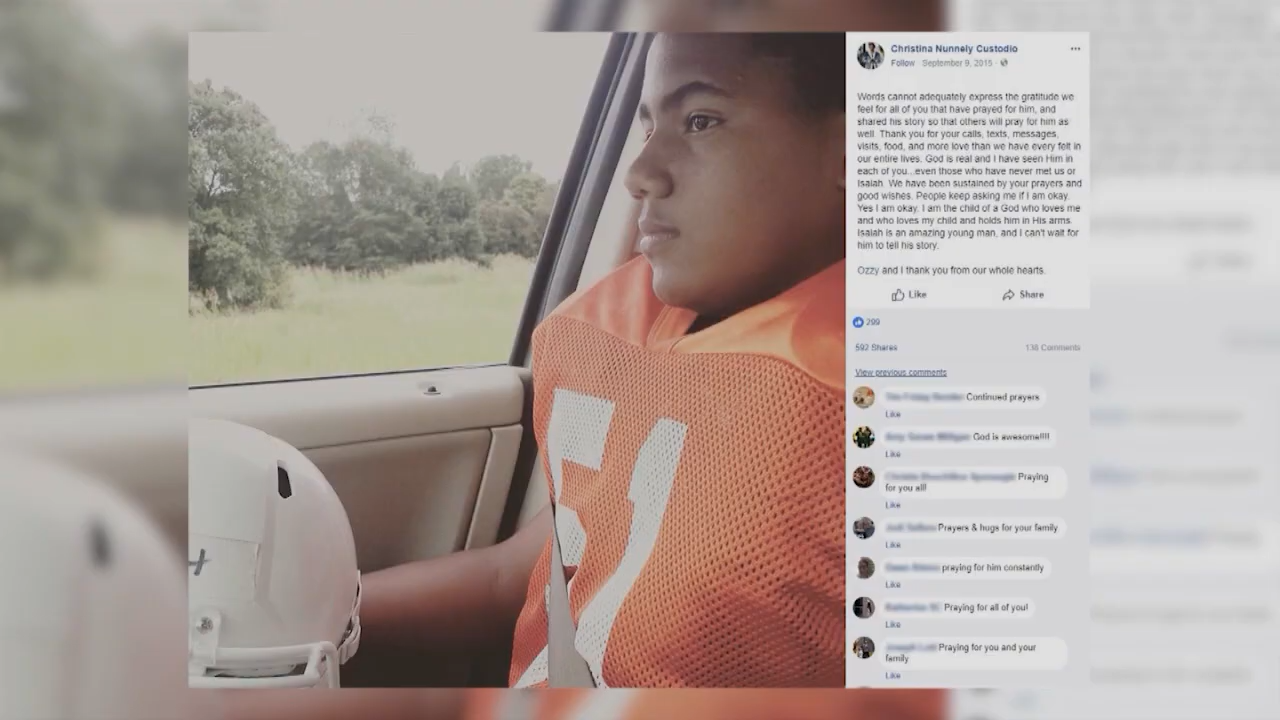 51
Christina Nunnely Custodio
Follow · September 9, 2015 ·
Words cannot adequately express the gratitude we
feel for all of you that have prayed for him, and
shared his story so that others will pray for him as
well. Thank you for your calls, texts, messages,
visits, food, and more love than we have every felt in
our entire lives. God is real and I have seen Him in
each of you...even those who have never met us or
Isaiah. We have been sustained by your prayers and
good wishes. People keep asking me if I am okay.
Yes I am okay. I am the child of a God who loves me
and who loves my child and holds him in His arms.
Isaiah is an amazing young man, and I can't wait for
him to tell his story.
Ozzy and I thank you from our whole hearts.
Like Share
299
592 Shares 138 Comments
View previous comments
Continued prayers
Like
God is awesome!!!!
Like
Praying
for you all!
Like
Prayers & hugs for your family
Like
praying for him constantly
Like
Praying for all of you!
Like
Praying for you and your
family
Like